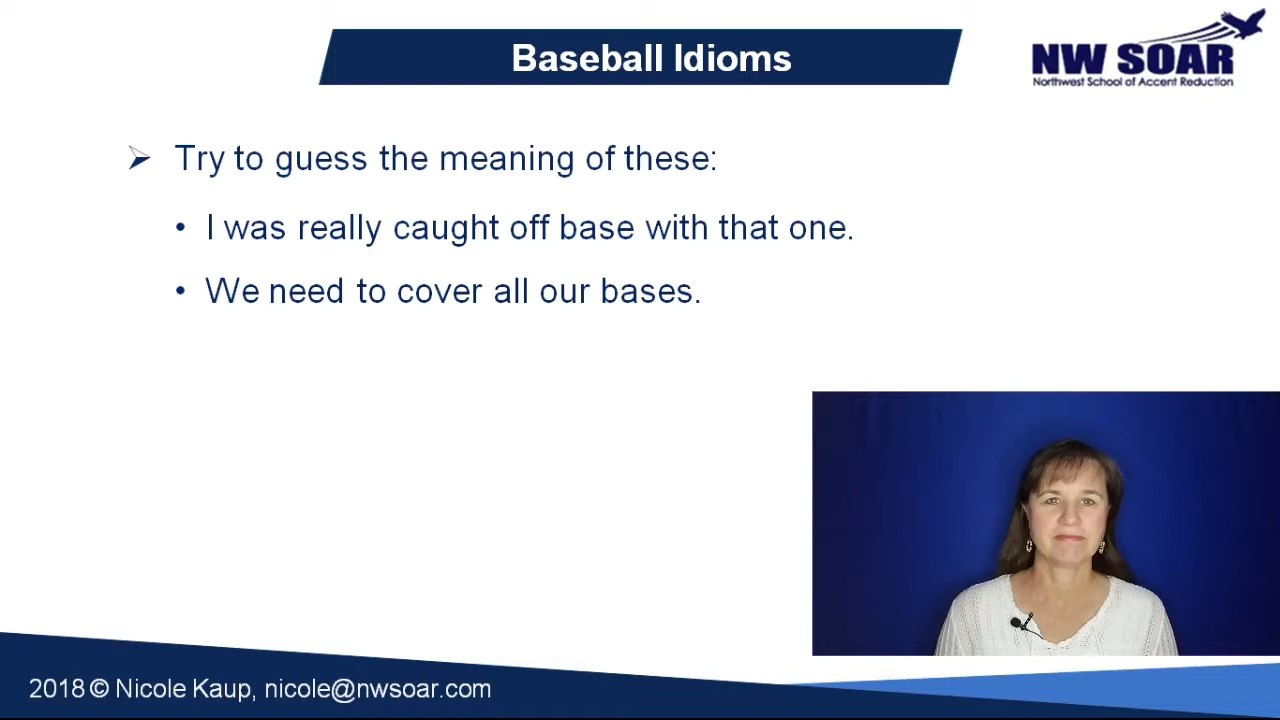 Baseball Idioms
NW SOAR
Northwest School of Accent Reduction
Try to guess the meaning of these:
• I was really caught off base with that one.
• We need to cover all our bases.
2018 © Nicole Kaup, nicole@nwsoar.com